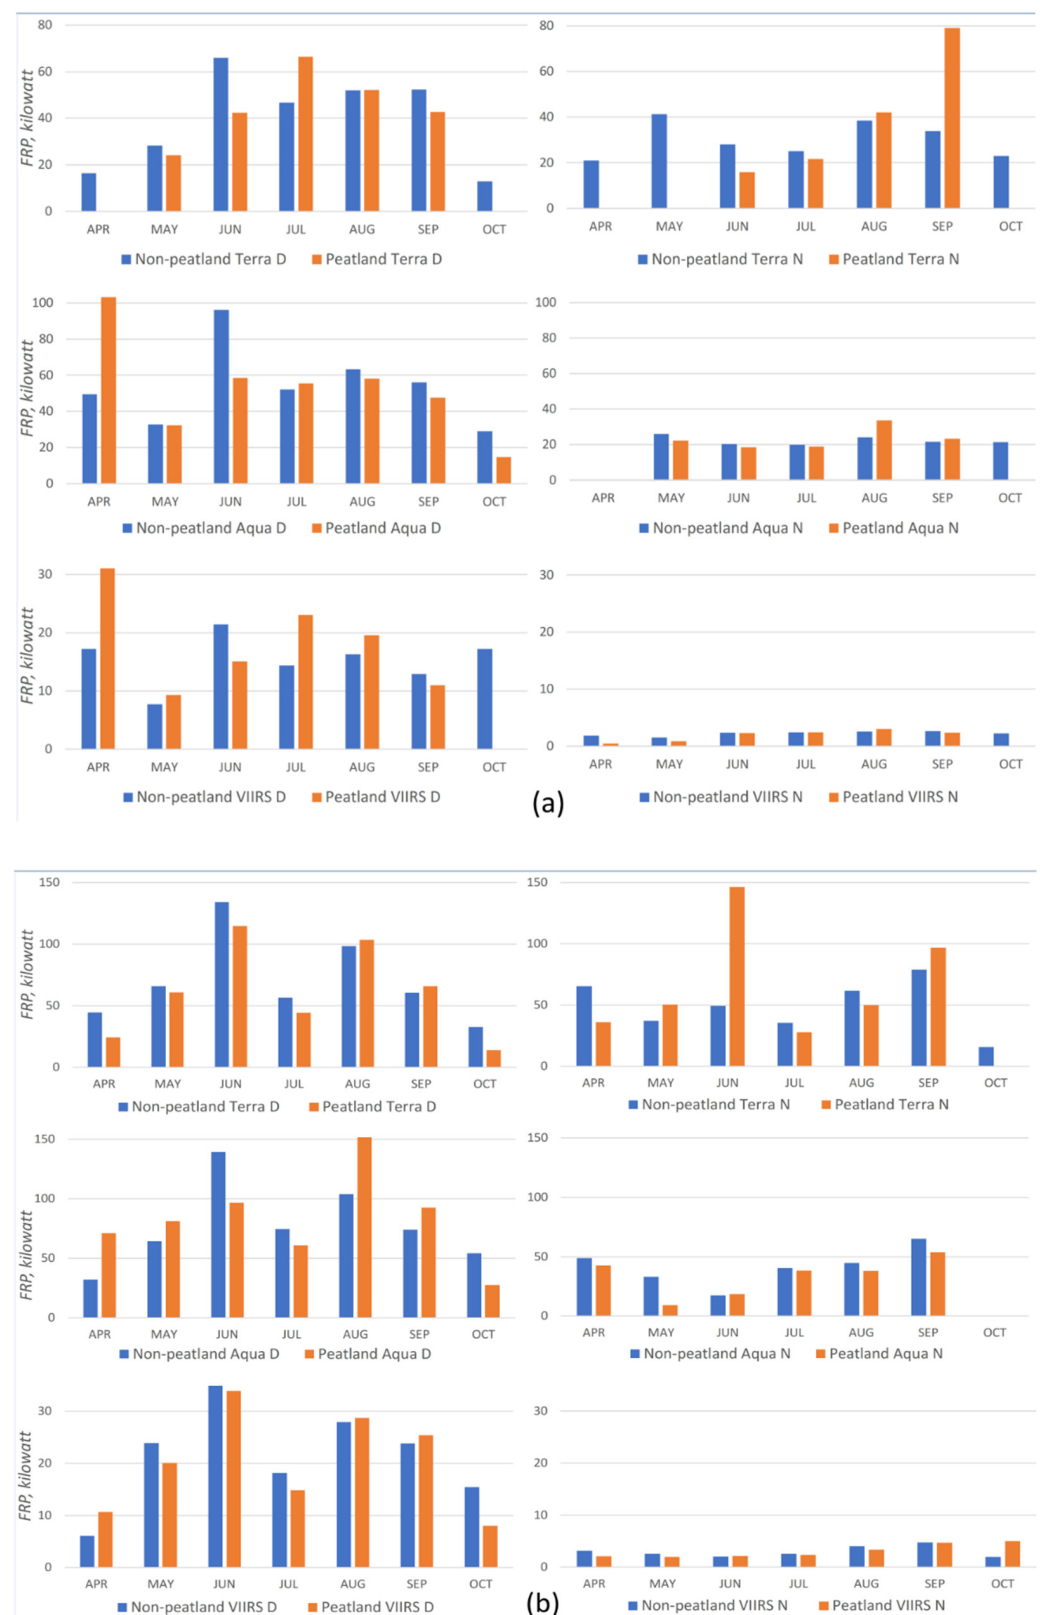 80
60
40
20
0
FRP, kilowatt
APR MAY JUN JUL AUG SEP OCT
Non-peatland Terra D Peatland Terra D
80
60
40
20
0
APR MAY JUN JUL AUG SEP OCT
Non-peatland Terra N Peatland Terra N
100
80
60
40
20
0
FRP, kilowatt
APR MAY JUN JUL AUG SEP OCT
Non-peatland Aqua D Peatland Aqua D
100
80
60
40
20
0
APR MAY JUN JUL AUG SEP OCT
Non-peatland Aqua N Peatland Aqua N
30
20
10
0
FRP, kilowatt
APR MAY JUN JUL AUG SEP OCT
Non-peatland VIIRS D Peatland VIIRS D
30
20
10
0
APR MAY JUN JUL AUG SEP OCT
Non-peatland VIIRS N Peatland VIIRS N
(a)
150
100
50
0
FRP, kilowatt
APR MAY JUN JUL AUG SEP OCT
Non-peatland Terra D Peatland Terra D
150
100
50
0
APR MAY JUN JUL AUG SEP OCT
Non-peatland Terra N Peatland Terra N
150
100
50
0
FRP, kilowatt
APR MAY JUN JUL AUG SEP OCT
Non-peatland Aqua D Peatland Aqua D
150
100
50
0
APR MAY JUN JUL AUG SEP OCT
Non-peatland Aqua N Peatland Aqua N
30
20
10
0
FRP, kilowatt
APR MAY JUN JUL AUG SEP OCT
Non-peatland VIIRS D Peatland VIIRS D
30
20
10
0
APR MAY JUN JUL AUG SEP OCT
Non-peatland VIIRS N Peatland VIIRS N
(b)